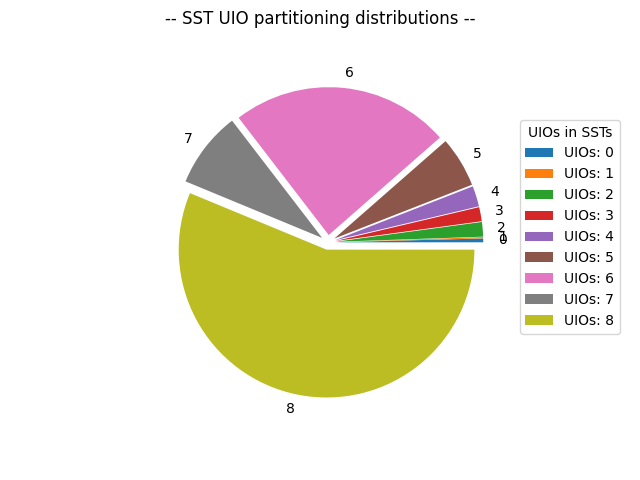 -- SST UIO partitioning distributions --
6
7
5
4
3
2
1
0
8
UIOs in SSTs
UIOs: 0
UIOs: 1
UIOs: 2
UIOs: 3
UIOs: 4
UIOs: 5
UIOs: 6
UIOs: 7
UIOs: 8